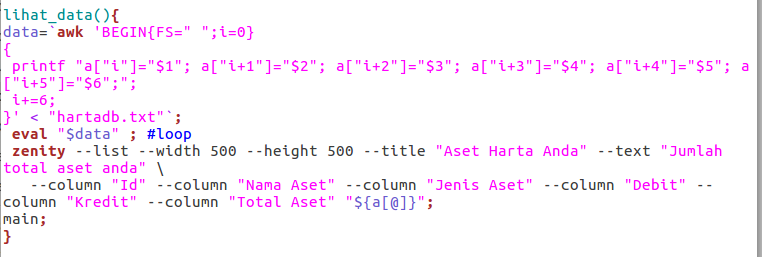 lihat_data(){
data=`awk 'BEGIN{FS=" ";i=0}
{
 printf "a["i"]="$1"; a["i+1"]="$2"; a["i+2"]="$3"; a["i+3"]="$4"; a["i+4"]="$5"; a
["i+5"]="$6";";
 i+=6;
}' < "hartadb.txt"`;
 eval "$data" ; #loop
 zenity --list --width 500 --height 500 --title "Aset Harta Anda" --text "Jumlah
total aset anda" \
   --column "Id" --column "Nama Aset" --column "Jenis Aset" --column "Debit" --
column "Kredit" --column "Total Aset" "${a[@]}";
main;
}